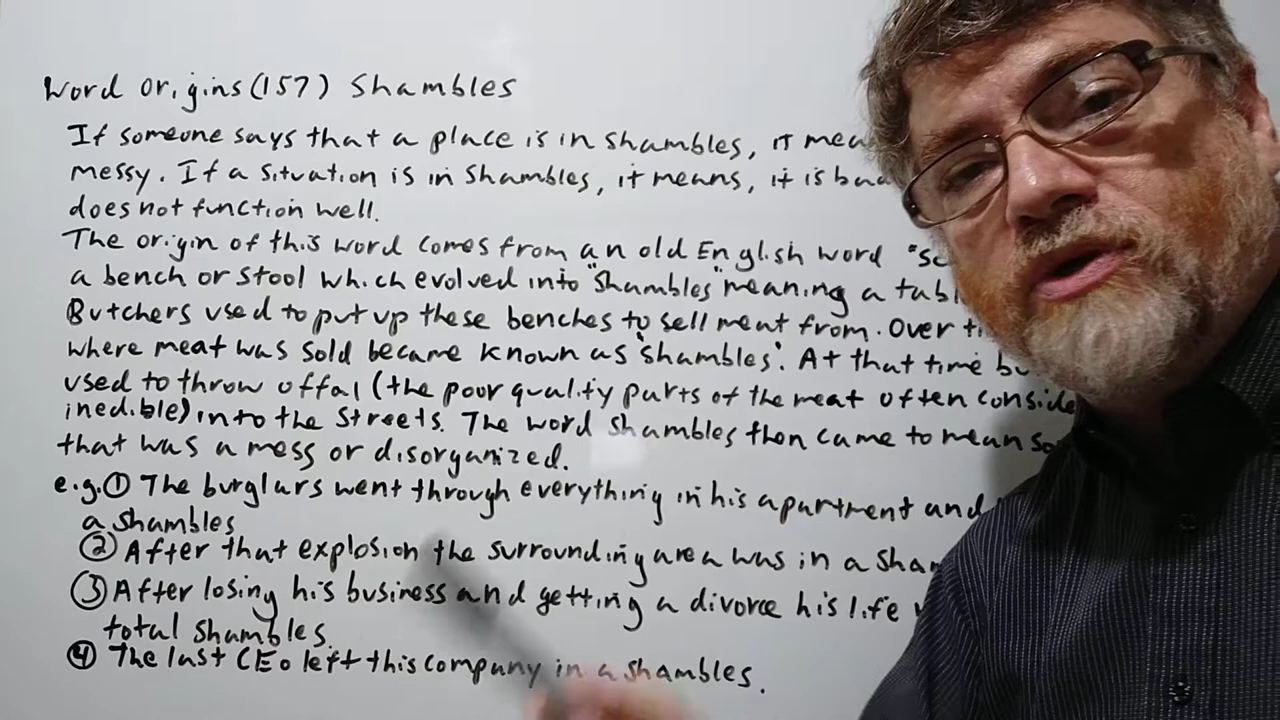 Word Origins (157) Shambles
If someone says that a place is in shambles, it
messy. If a situation is in shambles, it means, it is
does not function well.
The origin of this word comes from an old English word
a bench or stool which evolved into "shambles" meaning a
Butchers used to put up these benches to sell meat from. Over
where meat was sold became known as "shambles". At that time
used to throw offal (the poor quality parts of the meat often
inedible) into the streets. The word shambles then came to mean
that was a mess or disorganized.
e.g. ① The burglars went through everything in his apartment and
a shambles
② After that explosion the surrounding area was in a
③ After losing his business and getting a divorce his life
total shambles.
④ The last CEO left this company in a shambles.